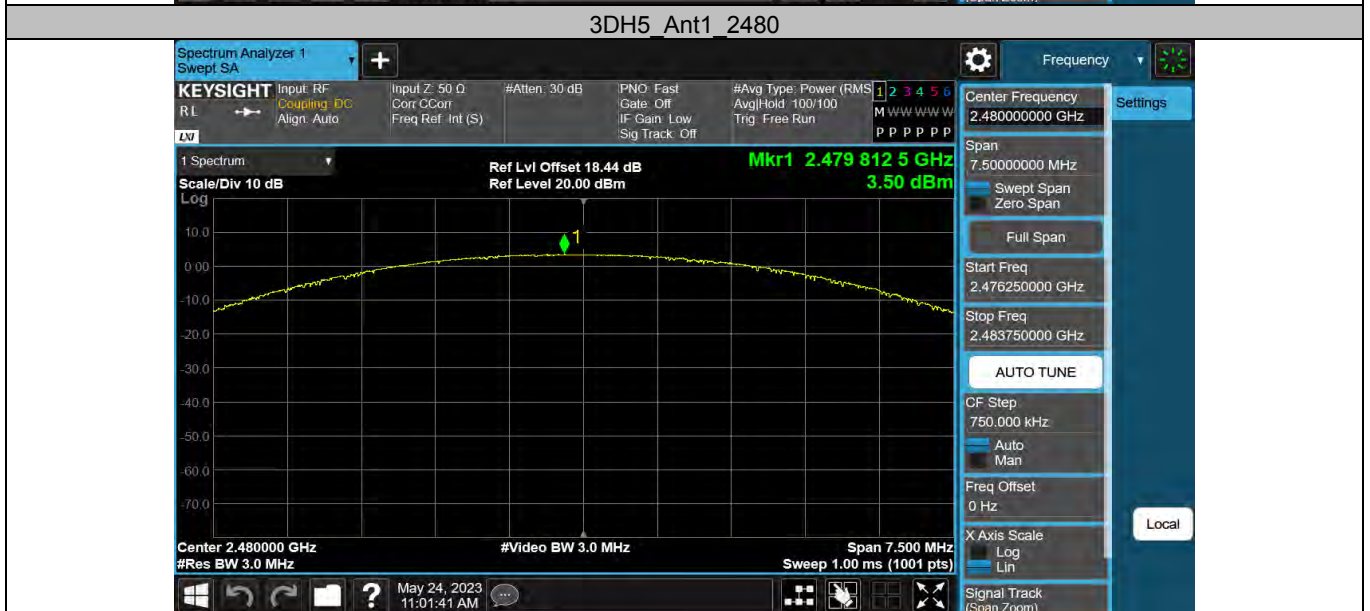 3DH5_Ant1_2480
Spectrum Analyzer 1
Swept SA
Frequency
KEYSIGHT
RL
LXI
Input: RF
Coupling: DC
Align: Auto
Input Z: 50 Ω
Corr CCorr
Freq Ref: Int (S)
#Atten: 30 dB
PNO: Fast
Gate: Off
IF Gain: Low
Sig Track: Off
#Avg Type: Power (RMS
Avg|Hold: 100/100
Trig: Free Run
1 2 3 4 5 6
M W W W W W
P P P P P P
Center Frequency
2.480000000 GHz
Settings
Span
7.50000000 MHz
Swept Span
Zero Span
Full Span
Start Freq
2.476250000 GHz
Stop Freq
2.483750000 GHz
AUTO TUNE
CF Step
750.000 kHz
Auto
Man
Freq Offset
0 Hz
X Axis Scale
Log
Lin
Local
Signal Track
(Span Zoom)
1 Spectrum
Scale/Div 10 dB
Log
Ref Lvl Offset 18.44 dB
Ref Level 20.00 dBm
Mkr1 2.479 812 5 GHz
3.50 dBm
1
10.0
0.00
-10.0
-20.0
-30.0
-40.0
-50.0
-60.0
-70.0
Center 2.480000 GHz
#Res BW 3.0 MHz
#Video BW 3.0 MHz
Span 7.500 MHz
Sweep 1.00 ms (1001 pts)
?
May 24, 2023
11:01:41 AM